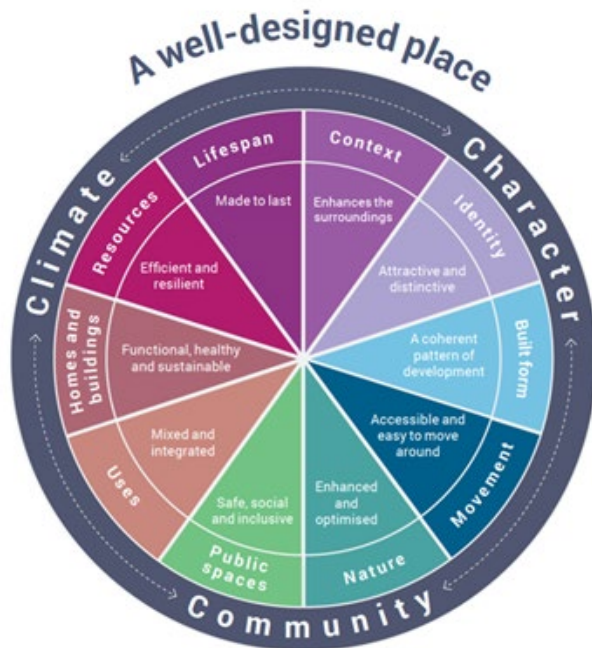 A well-designed place
Climate
Character
Community
Context
Enhances the
surroundings
Identity
Attractive and
distinctive
Built form
A coherent
pattern of
development
Movement
Accessible and
easy to move
around
Nature
Enhanced
and
optimised
Public
spaces
Safe, social
and inclusive
Uses
Mixed and
integrated
Homes and
buildings
Functional, healthy
and sustainable
Resources
Efficient and
resilient
Lifespan
Made to last